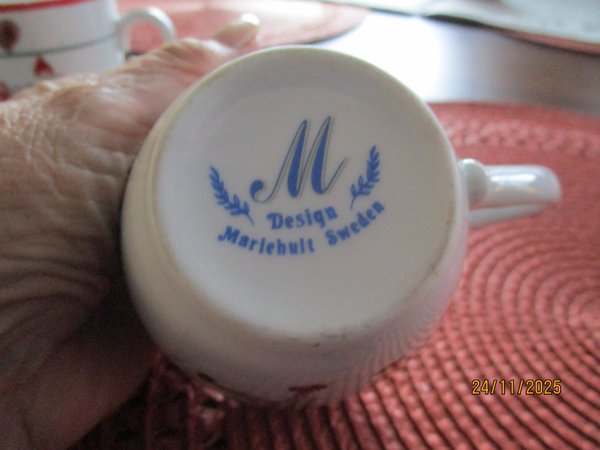 M
Design
Mariehult Sweden
24/11/2025